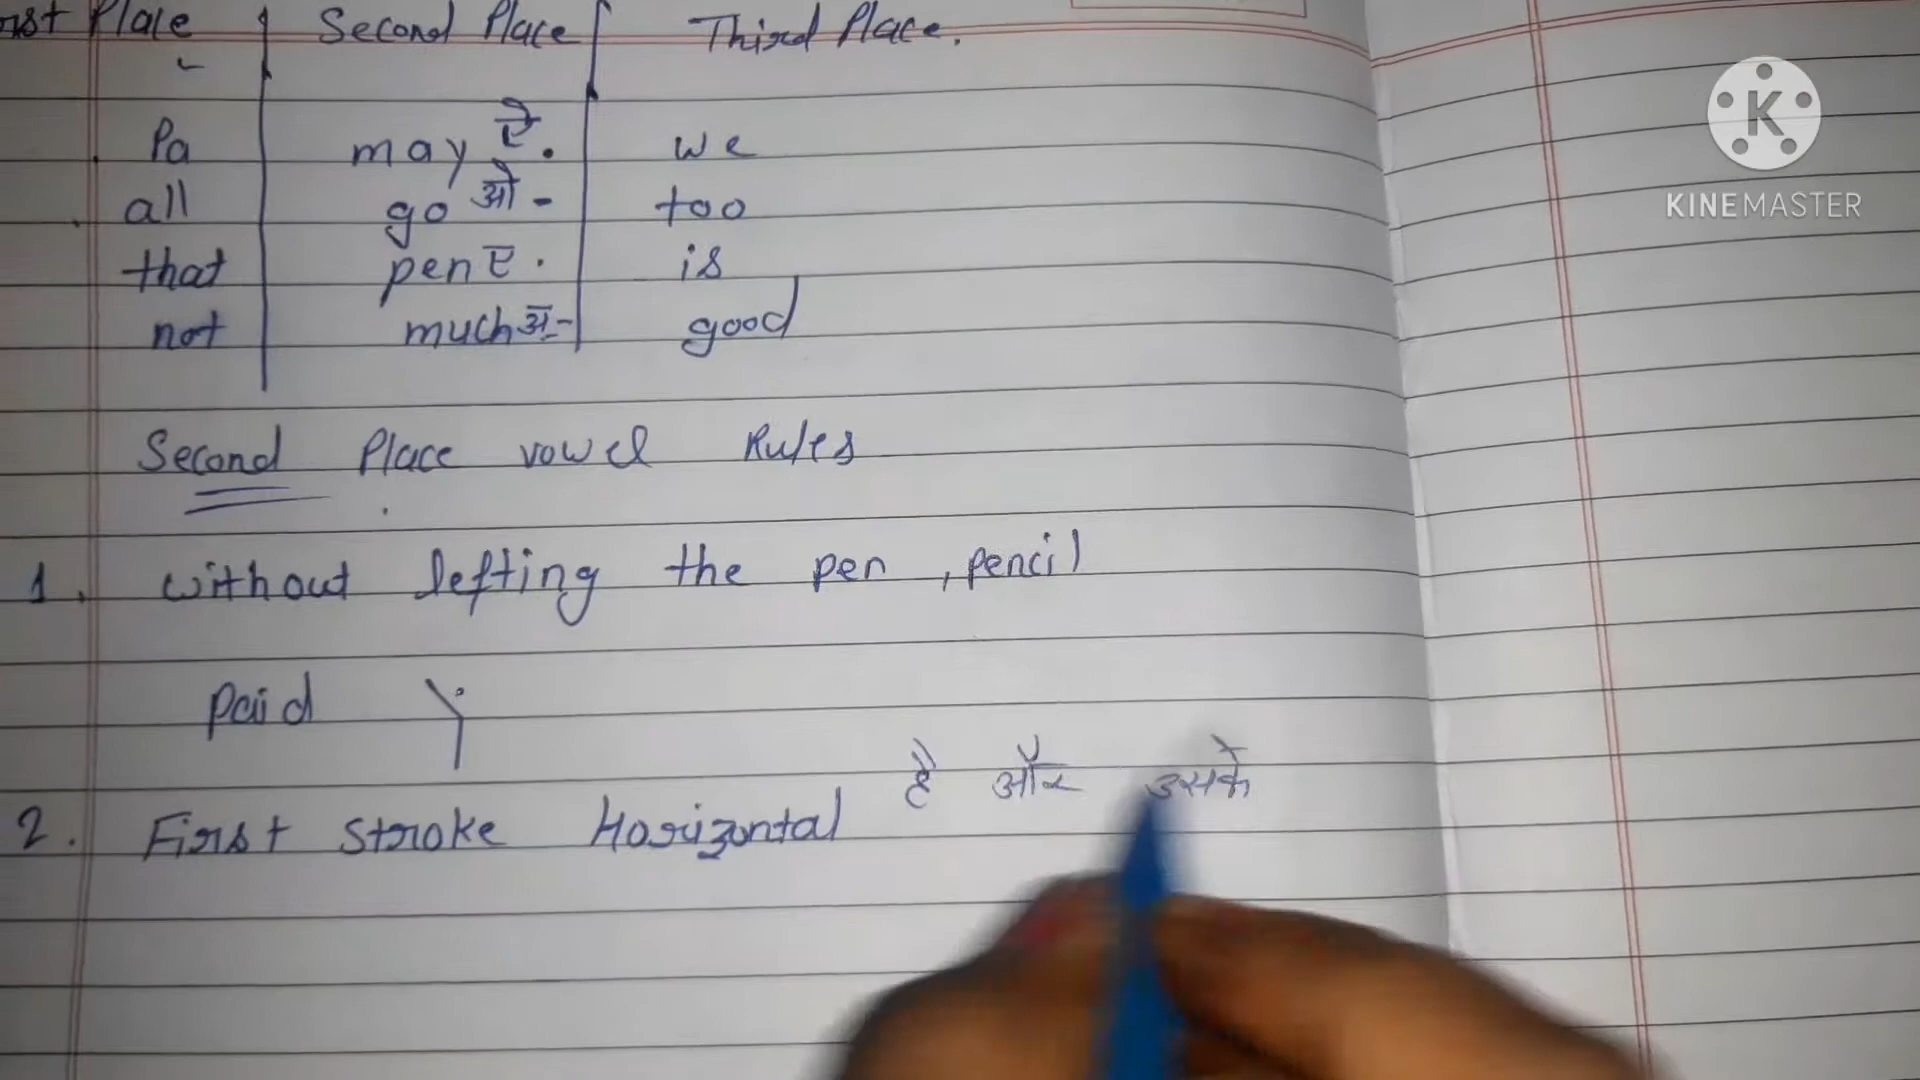 Place Second Place Third Place.
Pa may ऐ. we
all go ओ - too
that pen ए . is
not much अ - good
Second Place vowel Rules
1. without lefting the pen , pencil
Paid
2. First Stroke Horizontal है और उसके
K
KINEMASTER